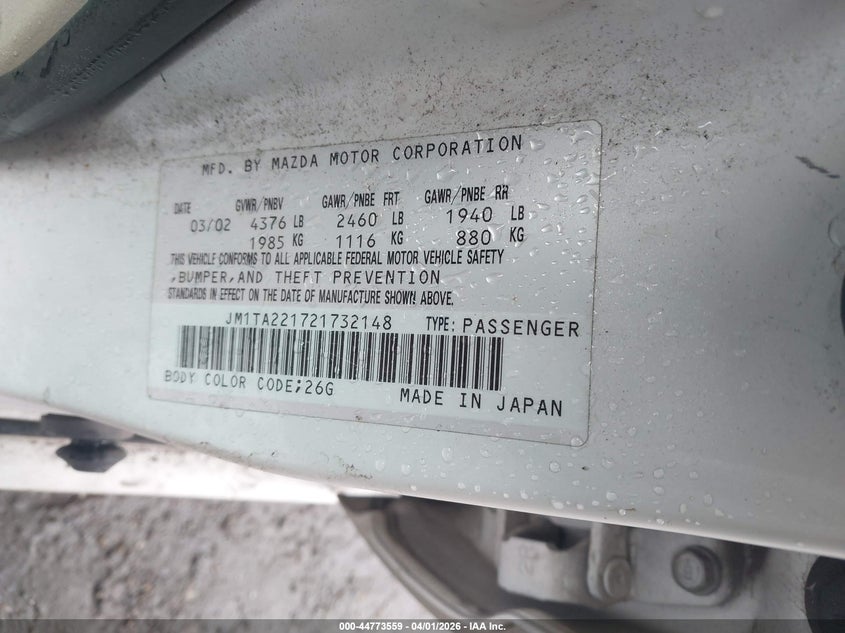 MFD. BY MAZDA MOTOR CORPORATION
DATE GVWR/PNBV GAWR/PNBE FRT GAWR/PNBE RR
03/02 4376 LB 2460 LB 1940 LB
1985 KG 1116 KG 880 KG
THIS VEHICLE CONFORMS TO ALL APPLICABLE FEDERAL MOTOR VEHICLE SAFETY
,BUMPER,AND THEFT PREVENTION
STANDARDS IN EFFECT ON THE DATE OF MANUFACTURE SHOWN ABOVE.
JM1TA221721732148 TYPE: PASSENGER
BODY COLOR CODE;26G MADE IN JAPAN
000-44773559 - 04/01/2026 - IAA Inc.